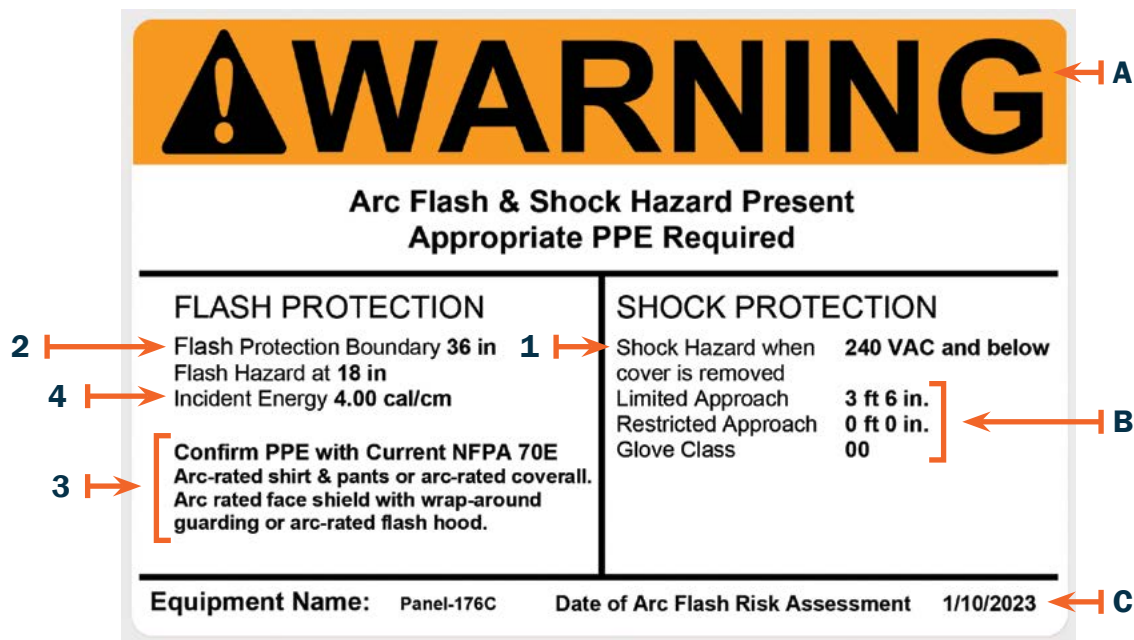 WARNING
A
Arc Flash & Shock Hazard Present
Appropriate PPE Required
FLASH PROTECTION
2
Flash Protection Boundary 36 in
Flash Hazard at 18 in
4
Incident Energy 4.00 cal/cm
3
Confirm PPE with Current NFPA 70E
Arc-rated shirt & pants or arc-rated coverall.
Arc rated face shield with wrap-around
guarding or arc-rated flash hood.
SHOCK PROTECTION
1
Shock Hazard when 240 VAC and below
cover is removed
Limited Approach 3 ft 6 in.
Restricted Approach 0 ft 0 in.
B
Glove Class 00
Equipment Name: Panel-176C Date of Arc Flash Risk Assessment 1/10/2023
C